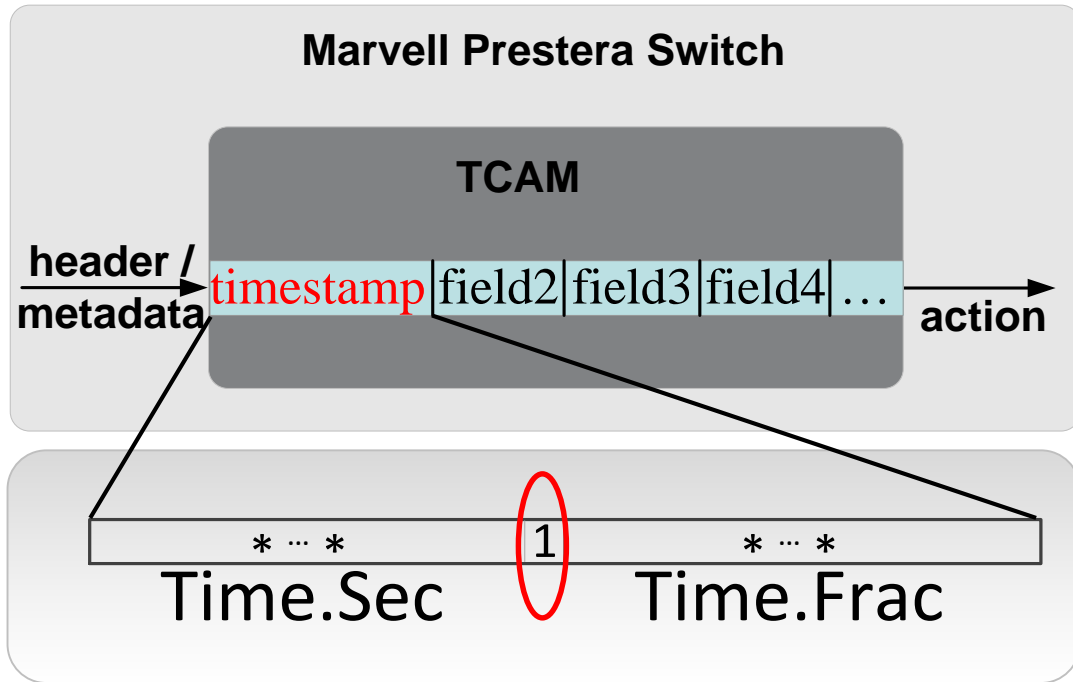 Marvell Prestera Switch
TCAM
header /
metadata
timestamp field2 field3 field4 …
action
* … * 1 * … *
Time.Sec Time.Frac